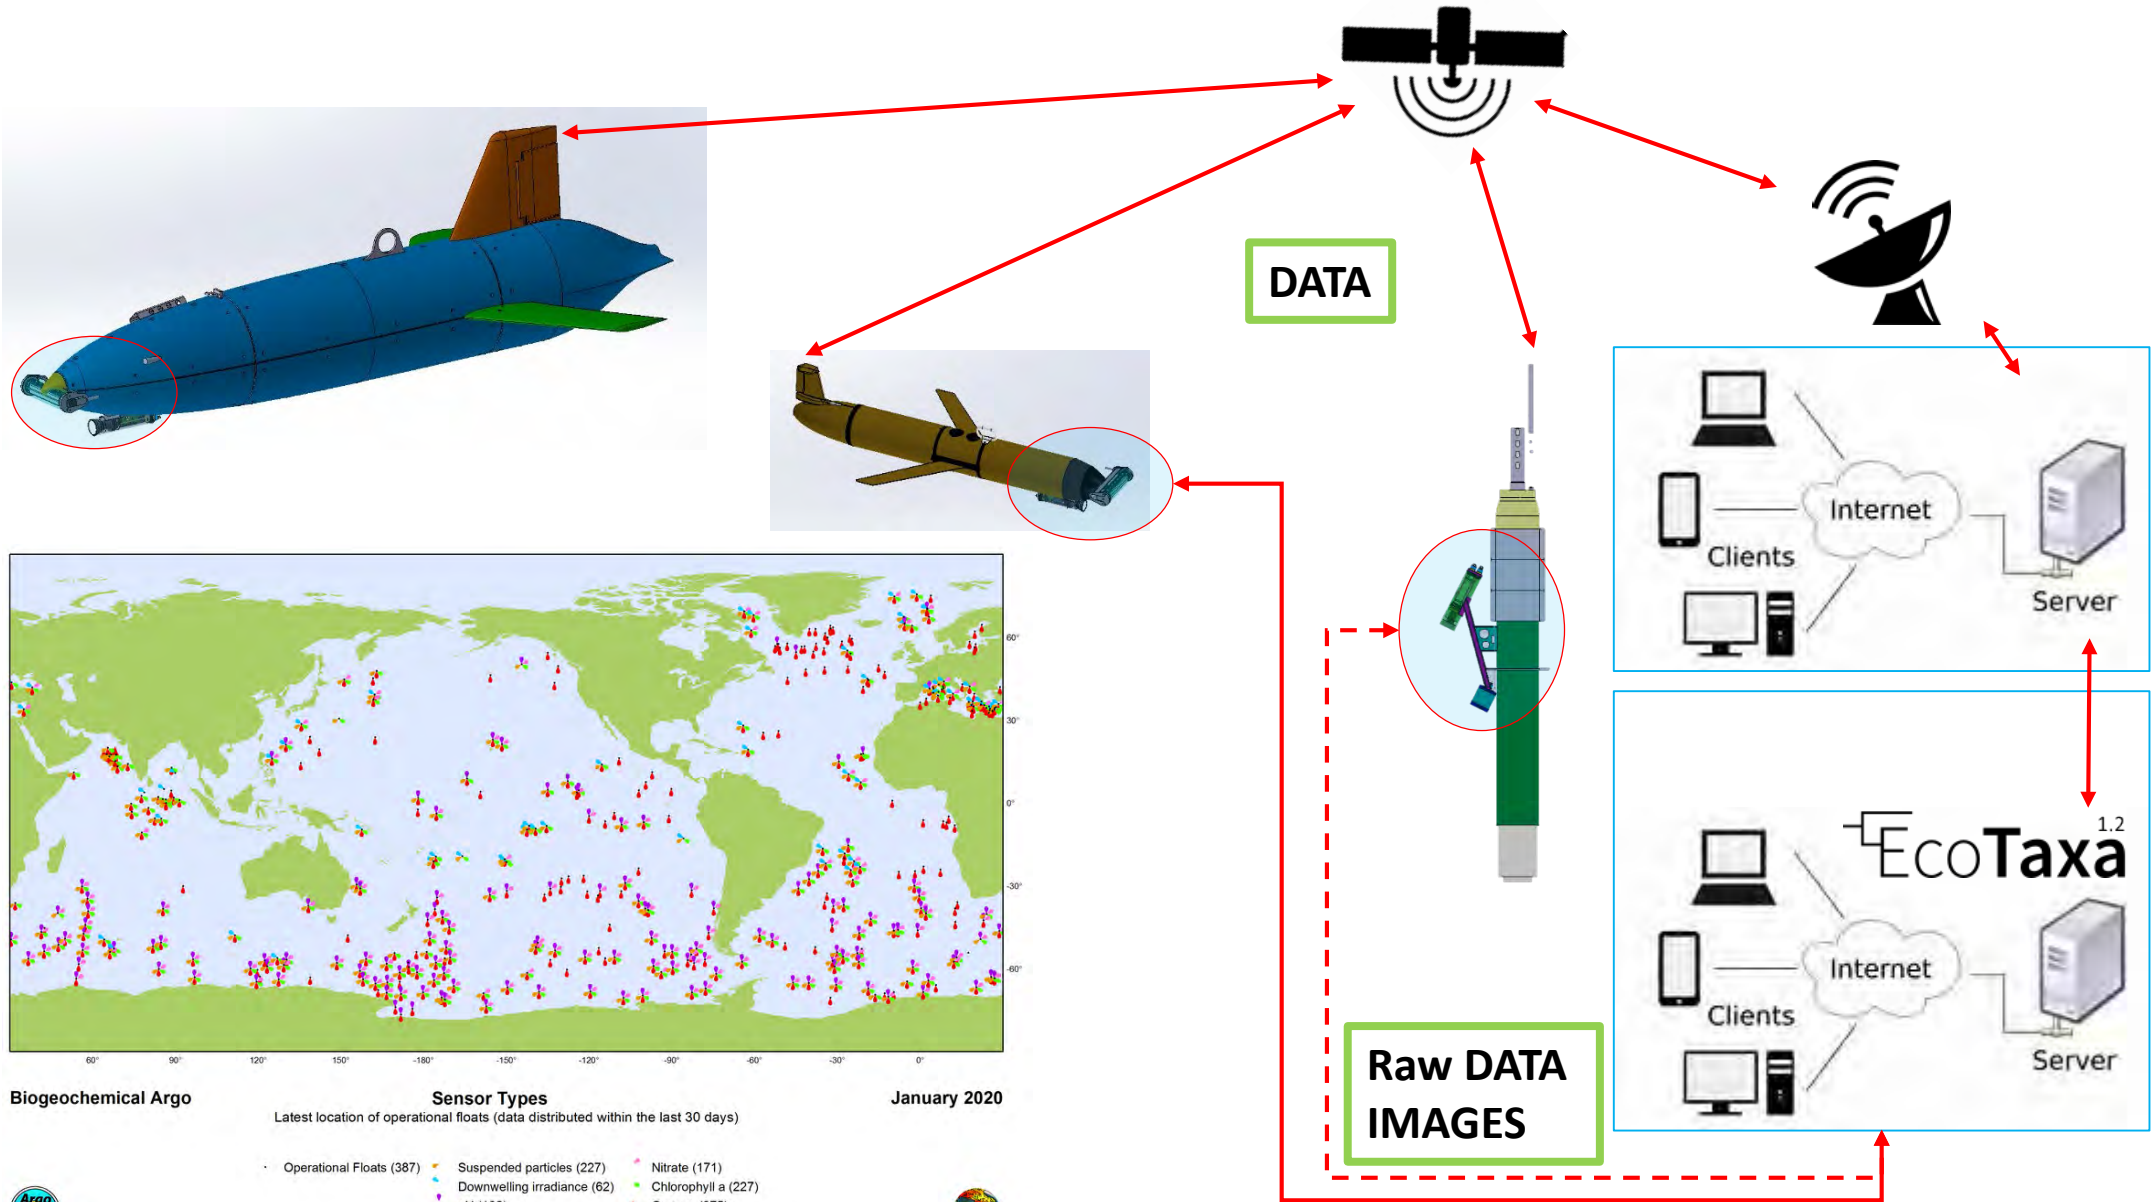 DATA
Internet
Clients
Server
EcoTaxa 1.2
Internet
Clients
Server
Raw DATA
IMAGES
60°
30°
0°
-30°
-60°
60° 90° 120° 150° -180° -150° -120° -90° -60° -30° 0°
Biogeochemical Argo Sensor Types January 2020
Latest location of operational floats (data distributed within the last 30 days)
Operational Floats (387) Suspended particles (227) Nitrate (171)
Downwelling irradiance (62) Chlorophyll a (227)
Argo